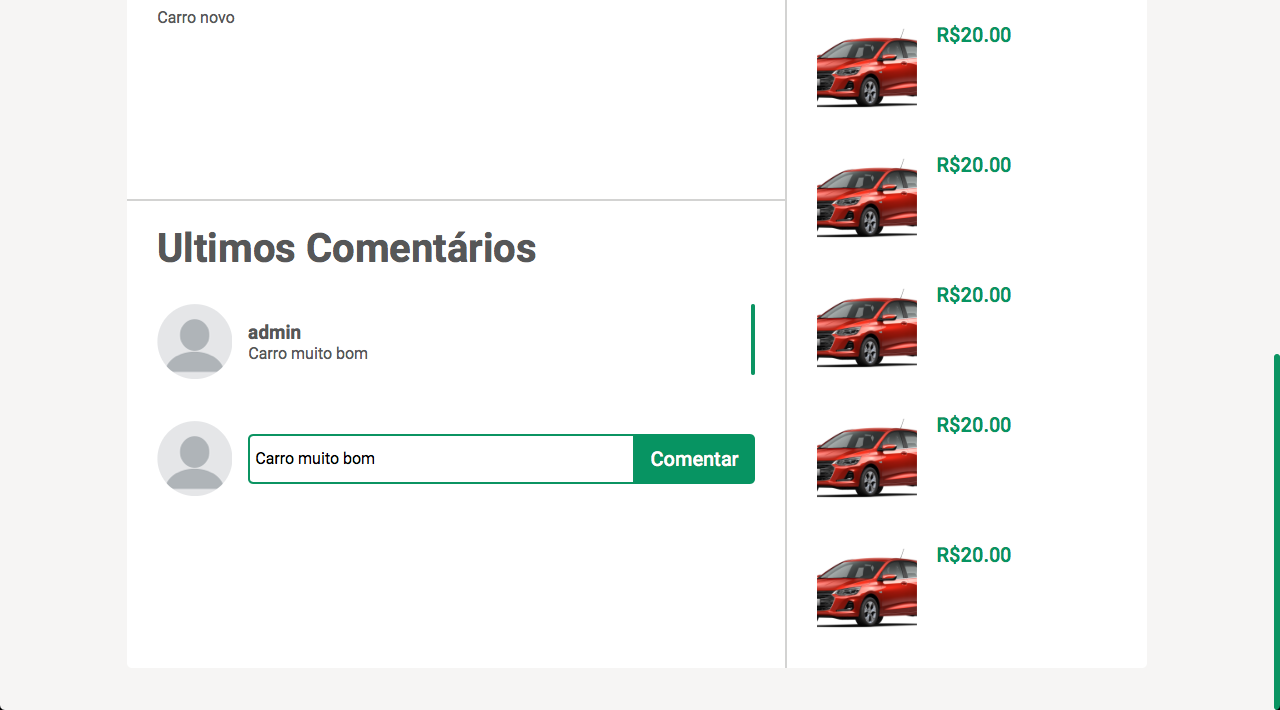 Carro novo
Ultimos Comentários
admin
Carro muito bom
Carro muito bom
Comentar
R$20.00
R$20.00
R$20.00
R$20.00
R$20.00